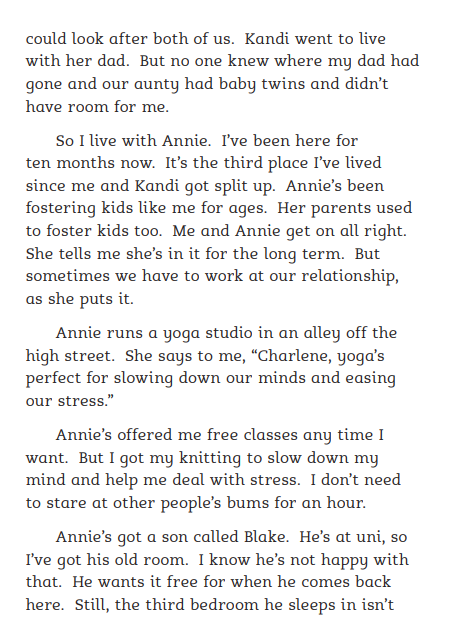 could look after both of us.  Kandi went to live
with her dad.  But no one knew where my dad had
gone and our aunty had baby twins and didn’t
have room for me.
So I live with Annie.  I’ve been here for
ten months now.  It’s the third place I’ve lived
since me and Kandi got split up.  Annie’s been
fostering kids like me for ages.  Her parents used
to foster kids too.  Me and Annie get on all right.
She tells me she’s in it for the long term.  But
sometimes we have to work at our relationship,
as she puts it.
Annie runs a yoga studio in an alley off the
high street.  She says to me, “Charlene, yoga’s
perfect for slowing down our minds and easing
our stress.”
Annie’s offered me free classes any time I
want.  But I got my knitting to slow down my
mind and help me deal with stress.  I don’t need
to stare at other people’s bums for an hour.
Annie’s got a son called Blake.  He’s at uni, so
I’ve got his old room.  I know he’s not happy with
that.  He wants it free for when he comes back
here.  Still, the third bedroom he sleeps in isn’t